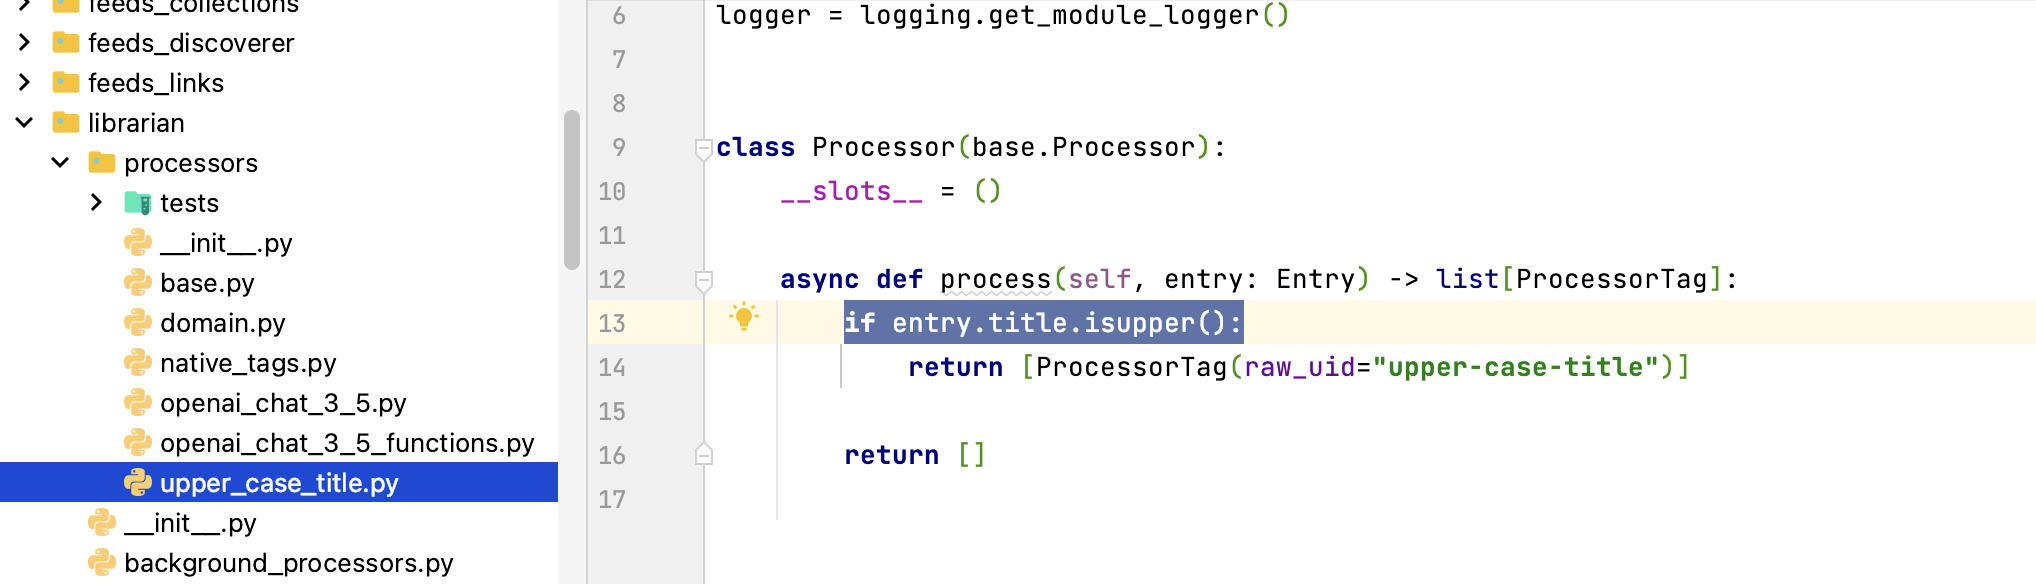 feeds_collections
feeds_discoverer
feeds_links
librarian
processors
tests
__init__.py
base.py
domain.py
native_tags.py
openai_chat_3_5.py
openai_chat_3_5_functions.py
upper_case_title.py
__init__.py
background_processors.py
6 logger = logging.get_module_logger()
7
8
9 class Processor(base.Processor):
10 __slots__ = ()
11
12 async def process(self, entry: Entry) -> list[ProcessorTag]:
13 if entry.title.isupper():
14 return [ProcessorTag(raw_uid="upper-case-title")]
15
16 return []
17